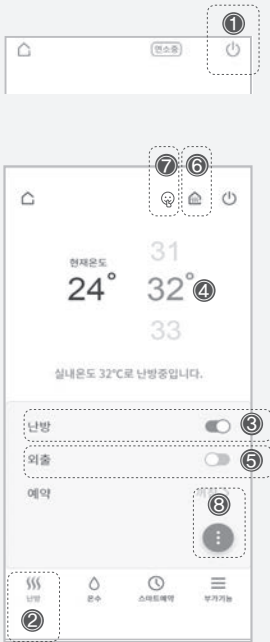 ①
연소중
⑦ ⑥
31
현재온도
24° 32° ④
33
실내온도 32℃로 난방중입니다.
난방 ③
외출 ⑤
예약
⑧
난방 온수 스마트예약 부가기능
②